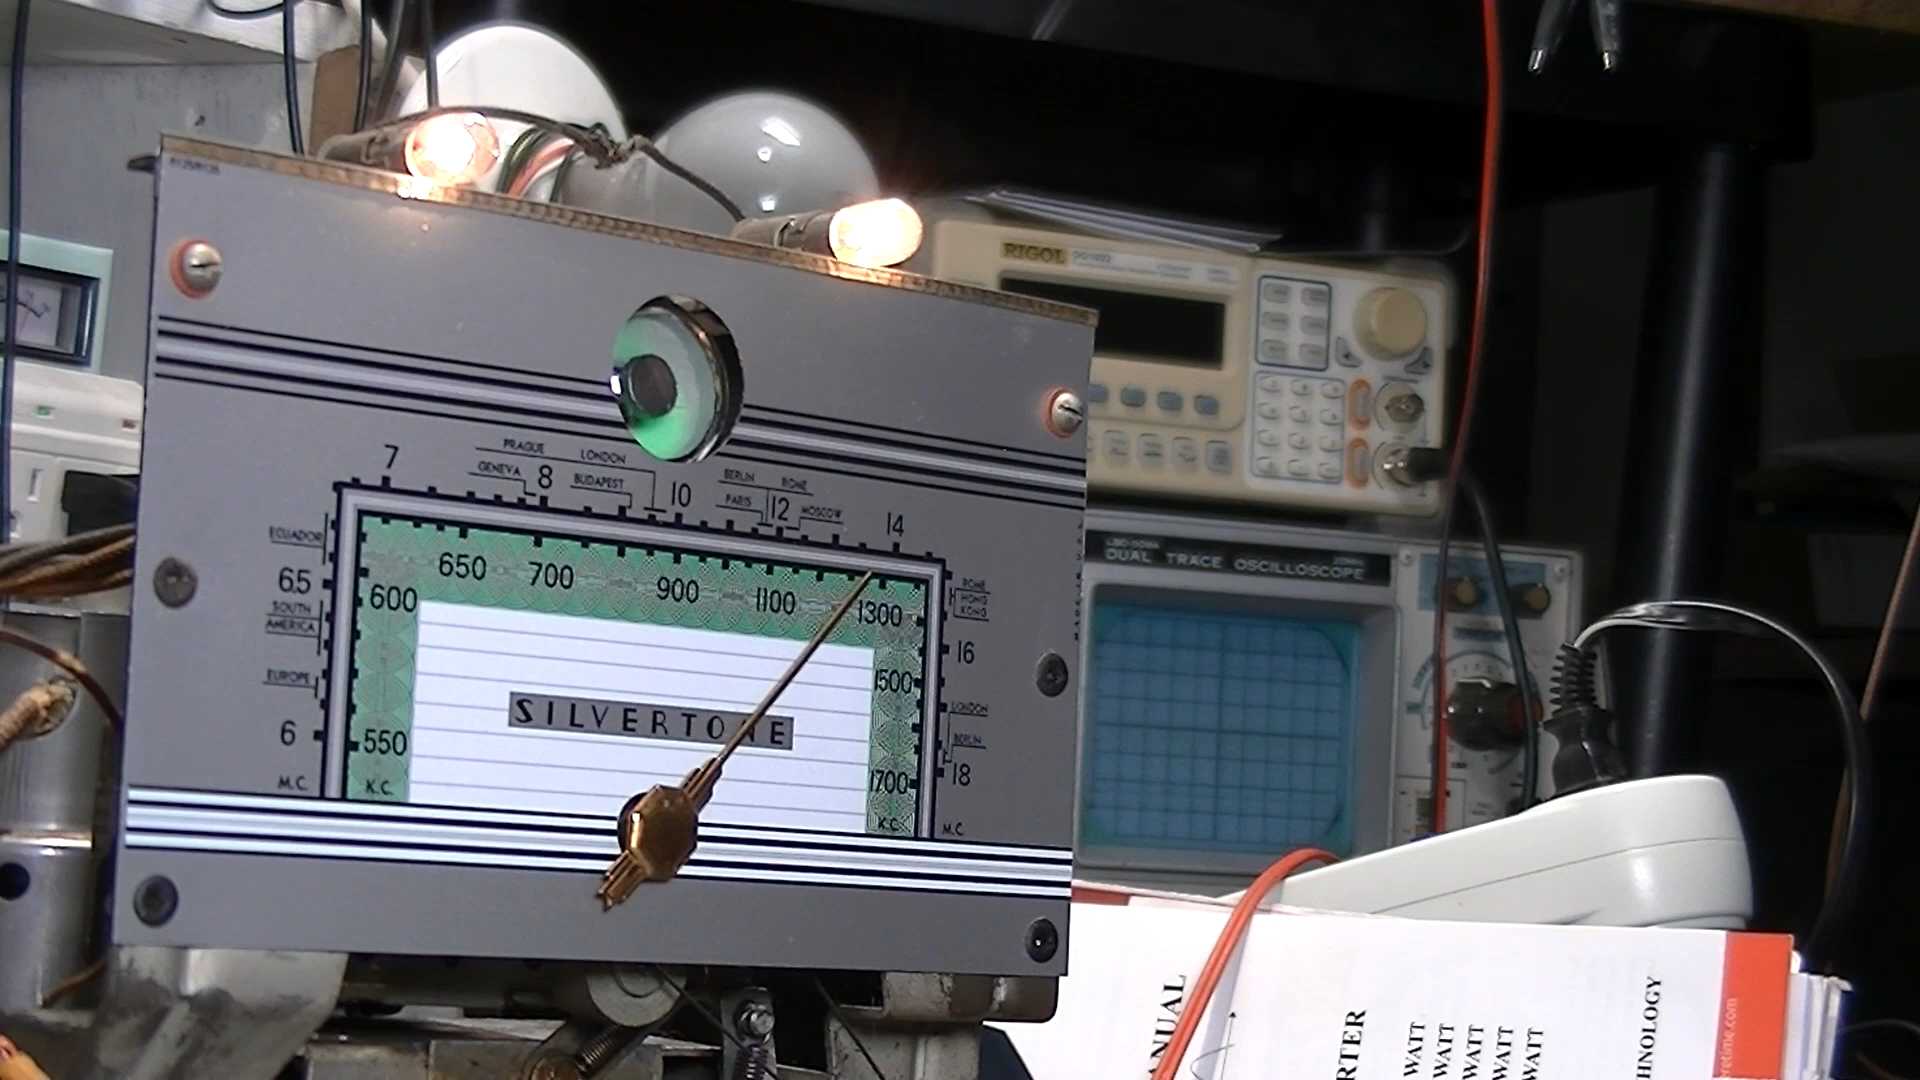 RIGOL DG1022
7
PRAGUE LONDON
GENEVA 8 BUDAPEST 10
BERLIN ROME
PARIS 12 MOSCOW 14
ECUADOR
6.5
SOUTH
AMERICA
EUROPE
6
M.C.
650 700 900 1100 1300
600
550
K.C.
1500
1700
K.C.
SILVERTONE
ROME
HONG
KONG
16
LONDON
BERLIN
18
M.C.
DUAL TRACE OSCILLOSCOPE
ANUAL
RTER
WATT
WATT
WATT
WATT
WATT
HNOLOGY